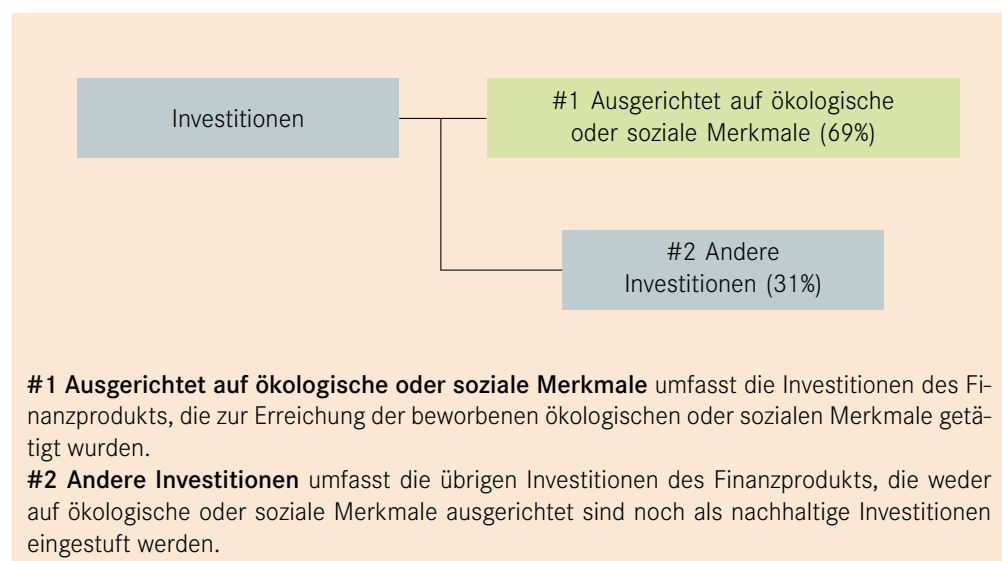 Investitionen
#1 Ausgerichtet auf ökologische
oder soziale Merkmale (69%)
#2 Andere
Investitionen (31%)
#1 Ausgerichtet auf ökologische oder soziale Merkmale umfasst die Investitionen des Fi-
nanzprodukts, die zur Erreichung der beworbenen ökologischen oder sozialen Merkmale getä-
tigt wurden.
#2 Andere Investitionen umfasst die übrigen Investitionen des Finanzprodukts, die weder
auf ökologische oder soziale Merkmale ausgerichtet sind noch als nachhaltige Investitionen
eingestuft werden.